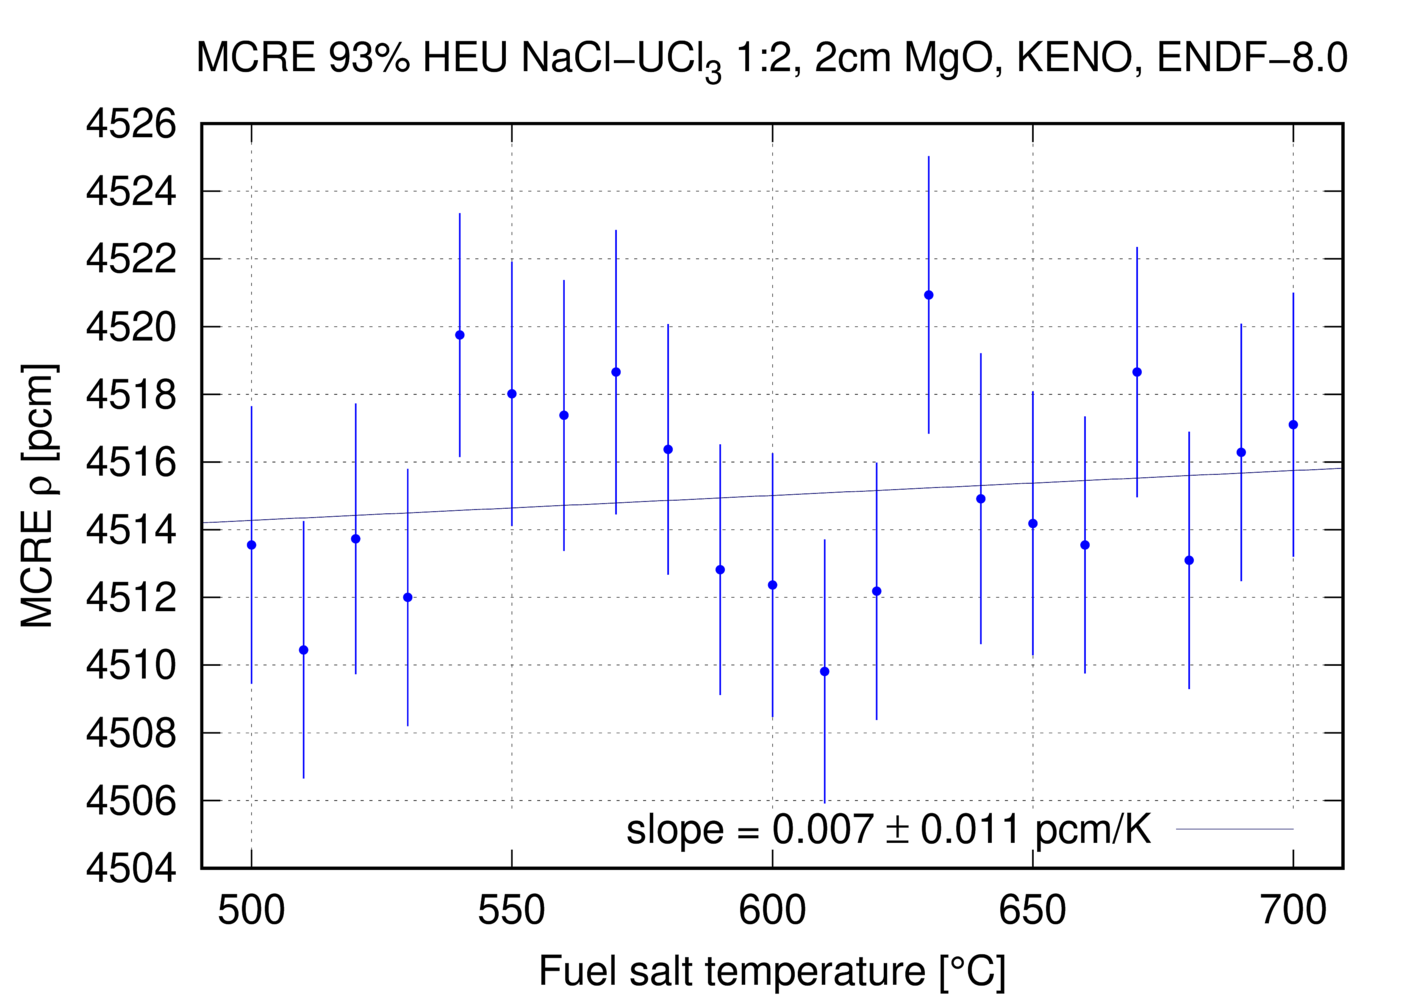 MCRE 93% HEU NaCl−UCl₃ 1:2, 2cm MgO, KENO, ENDF−8.0
4526
4524
4522
4520
4518
4516
4514
4512
4510
4508
4506
4504
MCRE ρ [pcm]
slope = 0.007 ± 0.011 pcm/K
500 550 600 650 700
Fuel salt temperature [°C]